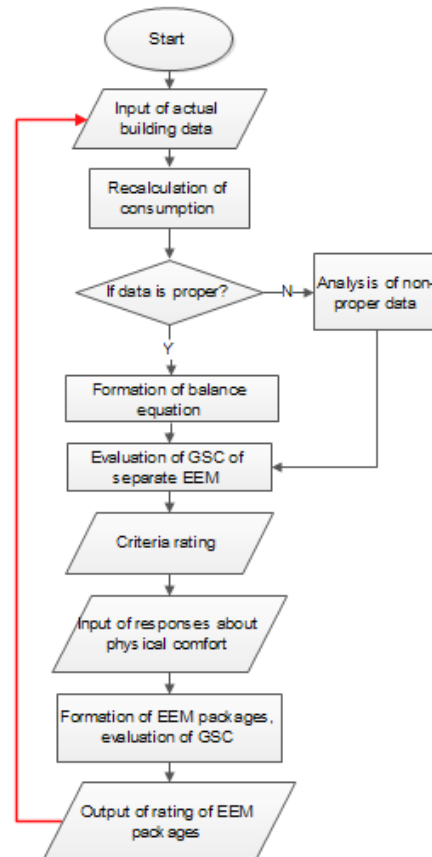 Start
Input of actual
building data
Recalculation of
consumption
If data is proper?
N
Analysis of non-
proper data
Y
Formation of balance
equation
Evaluation of GSC of
separate EEM
Criteria rating
Input of responses about
physical comfort
Formation of EEM packages,
evaluation of GSC
Output of rating of EEM
packages